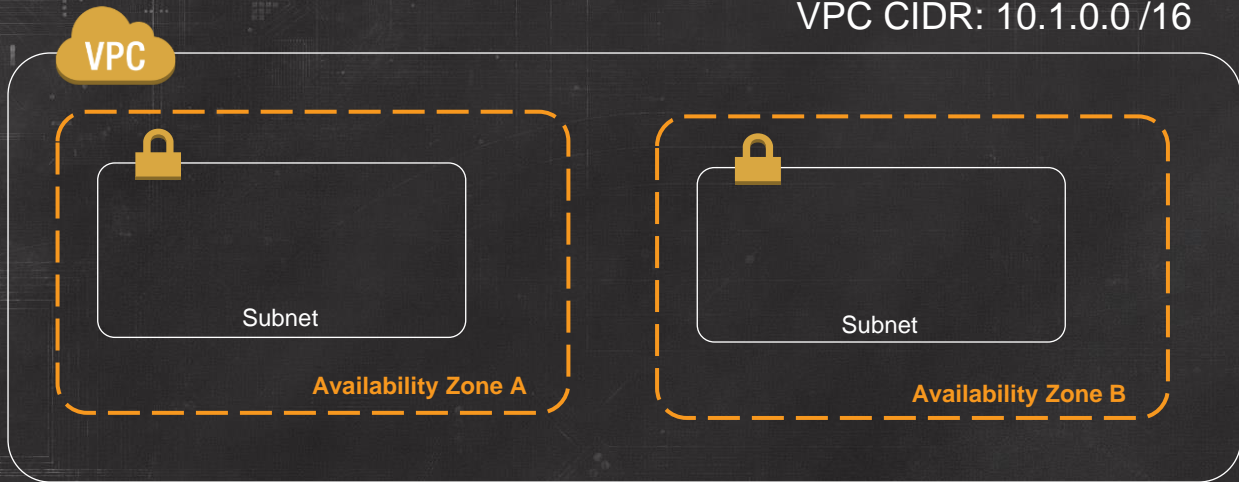 VPC CIDR: 10.1.0.0 /16
VPC
Subnet
Availability Zone A
Subnet
Availability Zone B